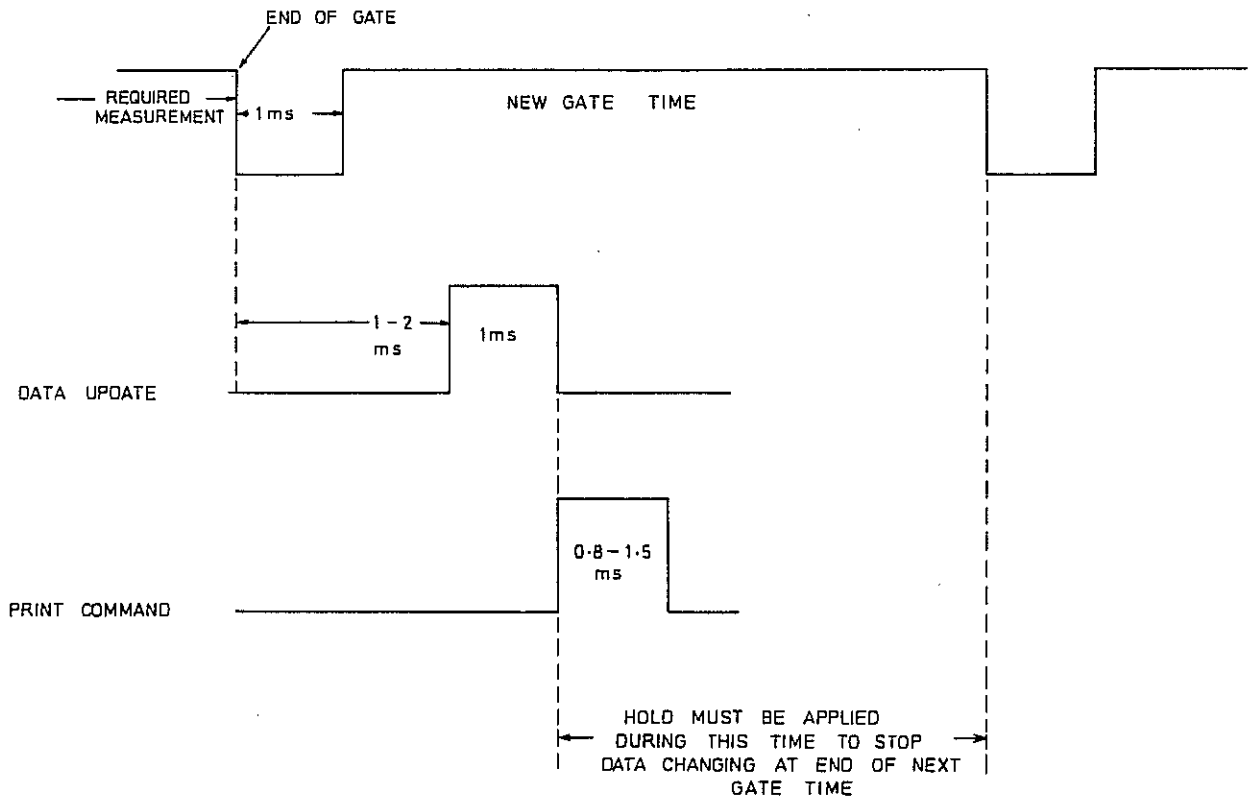 END OF GATE
REQUIRED
MEASUREMENT
1ms
NEW GATE TIME
1-2
ms
1ms
DATA UPDATE
0·8-1·5
ms
PRINT COMMAND
HOLD MUST BE APPLIED
DURING THIS TIME TO STOP
DATA CHANGING AT END OF NEXT
GATE TIME